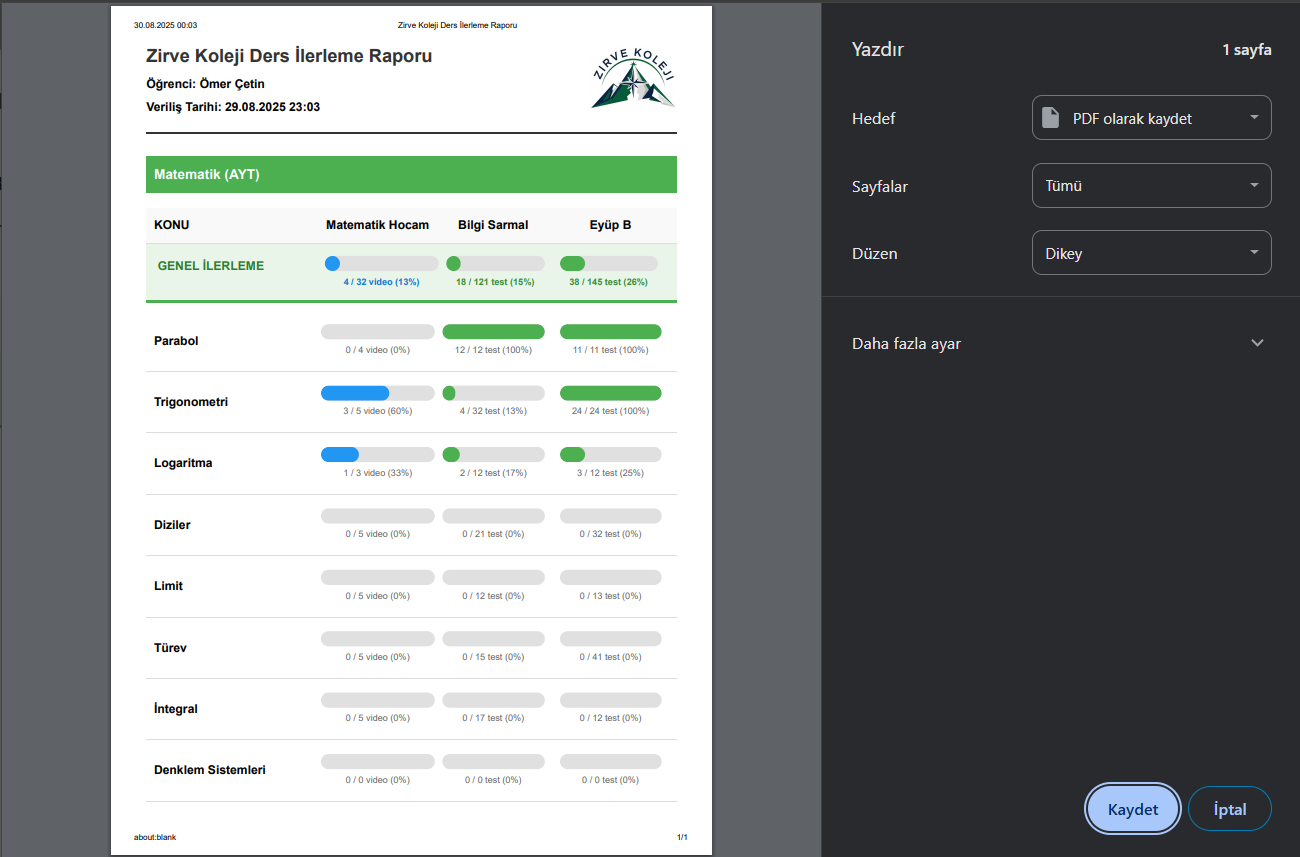 30.08.2025 00:03 Zirve Koleji Ders İlerleme Raporu
Zirve Koleji Ders İlerleme Raporu
ZIRVE KOLEJI
Öğrenci: Ömer Çetin
Veriliş Tarihi: 29.08.2025 23:03
Matematik (AYT)
KONU Matematik Hocam Bilgi Sarmal Eyüp B
GENEL İLERLEME
4 / 32 video (13%) 18 / 121 test (15%) 38 / 145 test (26%)
Parabol
0 / 4 video (0%) 12 / 12 test (100%) 11 / 11 test (100%)
Trigonometri
3 / 5 video (60%) 4 / 32 test (13%) 24 / 24 test (100%)
Logaritma
1 / 3 video (33%) 2 / 12 test (17%) 3 / 12 test (25%)
Diziler
0 / 5 video (0%) 0 / 21 test (0%) 0 / 32 test (0%)
Limit
0 / 5 video (0%) 0 / 12 test (0%) 0 / 13 test (0%)
Türev
0 / 5 video (0%) 0 / 15 test (0%) 0 / 41 test (0%)
İntegral
0 / 5 video (0%) 0 / 17 test (0%) 0 / 12 test (0%)
Denklem Sistemleri
0 / 0 video (0%) 0 / 0 test (0%) 0 / 0 test (0%)
about:blank 1/1
Yazdır 1 sayfa
Hedef PDF olarak kaydet
Sayfalar Tümü
Düzen Dikey
Daha fazla ayar
Kaydet İptal